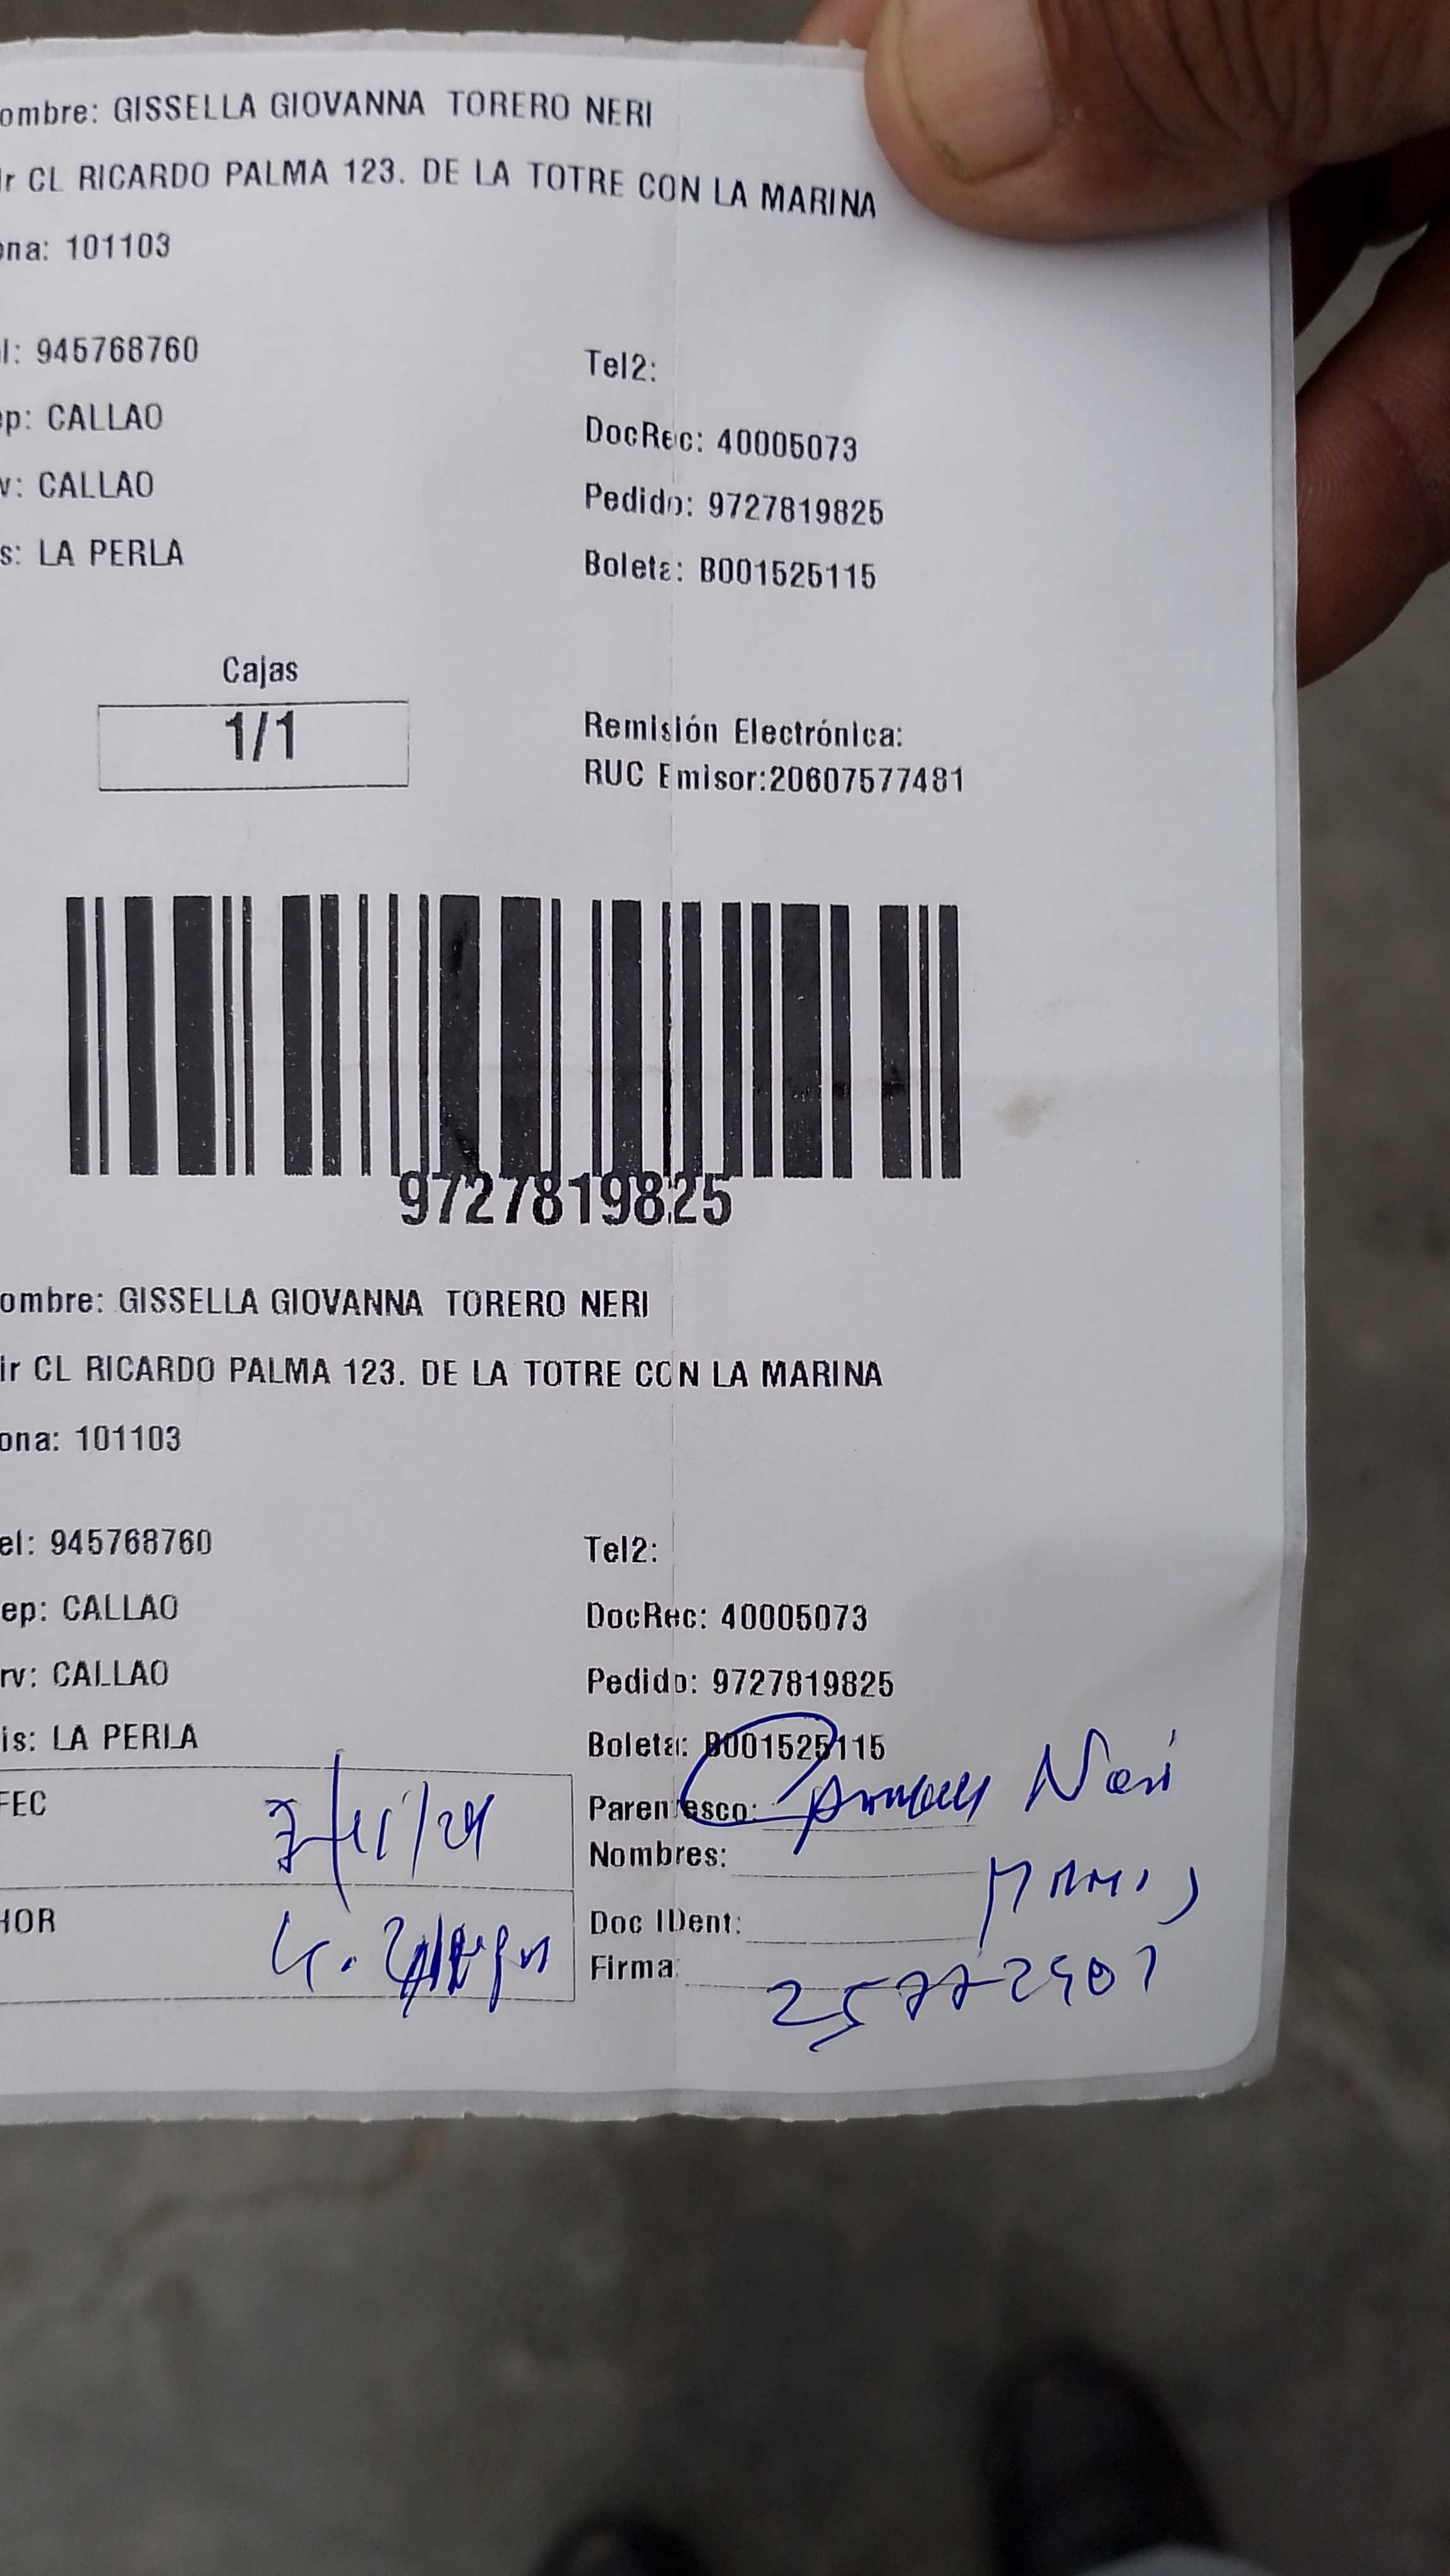 ombre: GISSELLA GIOVANNA TORERO NERI
ir CL RICARDO PALMA 123. DE LA TOTRE CON LA MARINA
ona: 101103
l: 945768760
Tel2:
ep: CALLAO
DocRec: 40005073
v: CALLAO
Pedido: 9727819825
s: LA PERLA
Boleta: B001525115
Cajas
1/1
Remisión Electrónica:
RUC Emisor:20607577481
9727819825
ombre: GISSELLA GIOVANNA TORERO NERI
ir CL RICARDO PALMA 123. DE LA TOTRE CON LA MARINA
ona: 101103
el: 945768760
Tel2:
ep: CALLAO
DocRec: 40005073
rv: CALLAO
Pedido: 9727819825
is: LA PERLA
Boleta: B001525115
FEC
Parentesco: Neri
Nombres:
HOR
Doc IDent:
Firma: